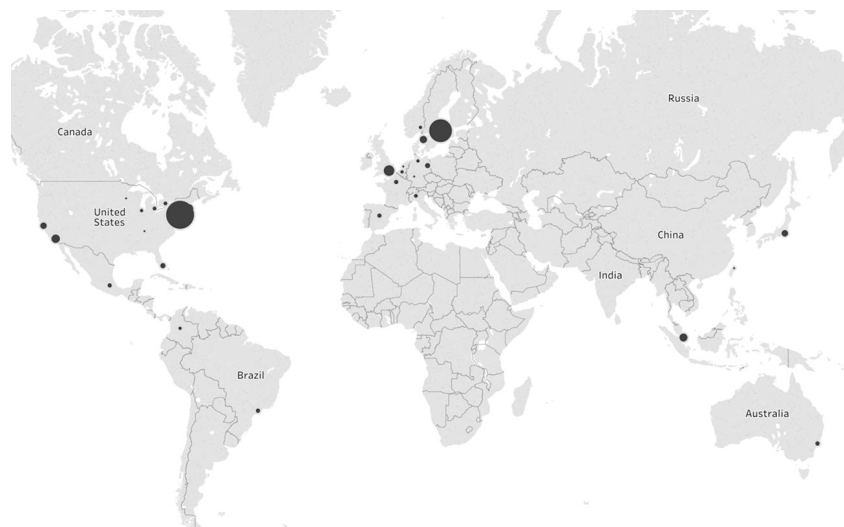 Russia
Canada
United
States
China
India
Brazil
Australia